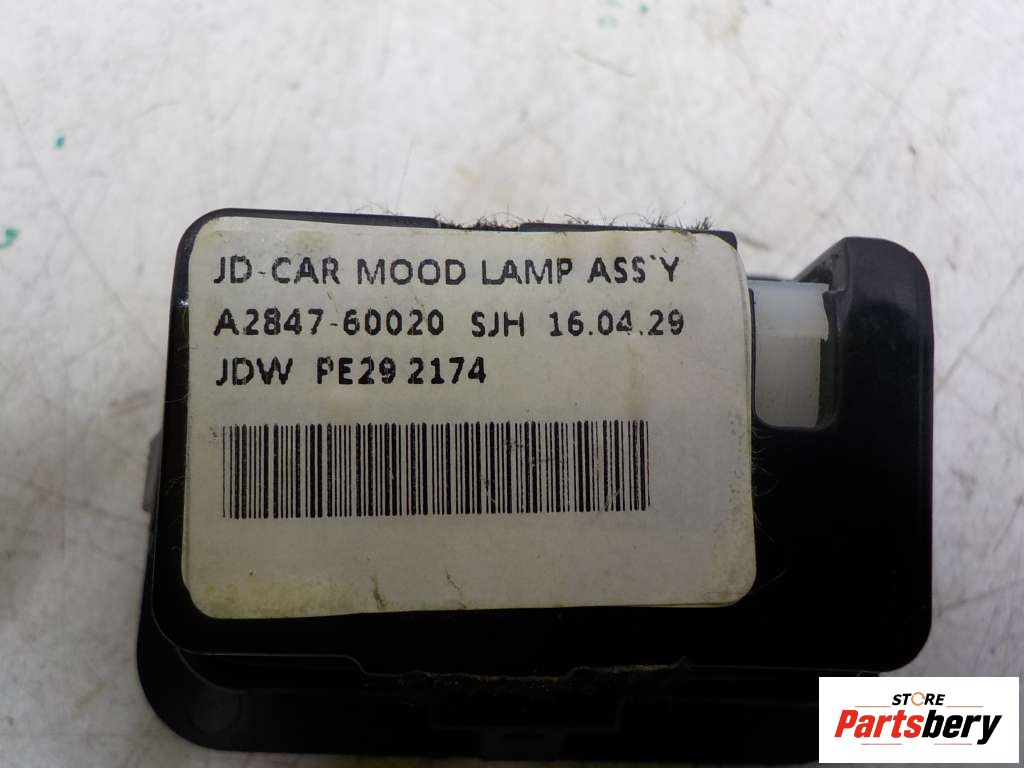 JD-CAR MOOD LAMP ASS'Y
A2847-60020 SJH 16.04.29
JDW PE29 2174
STORE
Partsbery